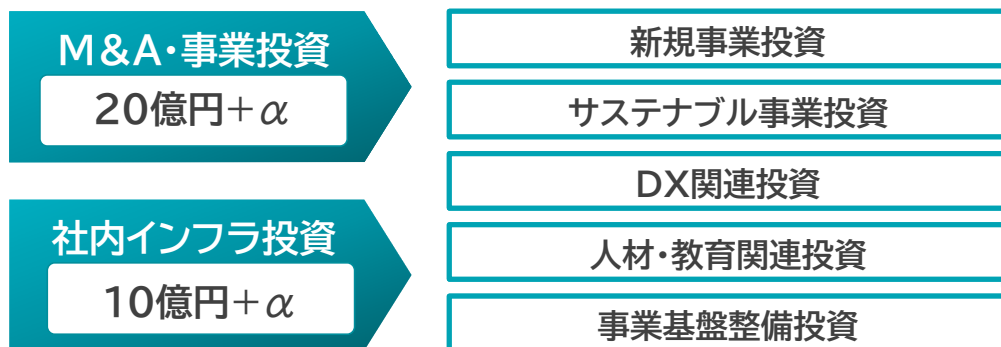 M&A・事業投資
20億円+α
社内インフラ投資
10億円+α
新規事業投資
サステナブル事業投資
DX関連投資
人材・教育関連投資
事業基盤整備投資